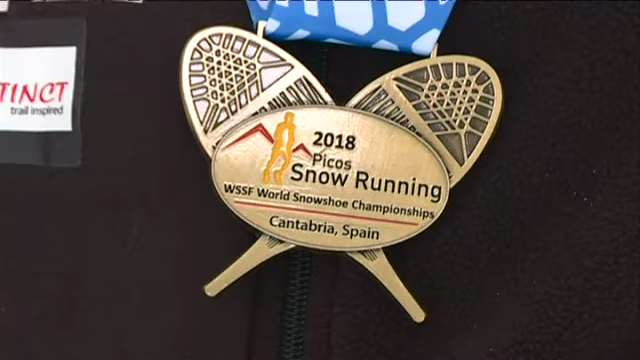 TINCT
trail inspired
2018
Picos
Snow Running
WSSF World Snowshoe Championships
Cantabria, Spain